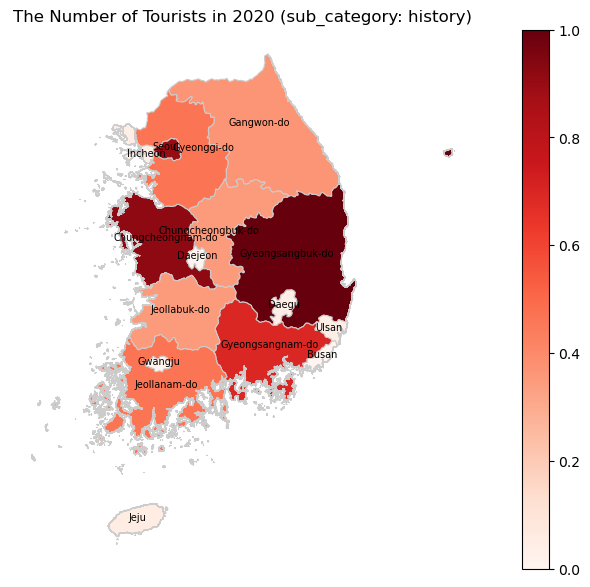 The Number of Tourists in 2020 (sub_category: history)
1.0
Gangwon-do
Seoul
Gyeonggi-do
Incheon
0.8
Chungcheongbuk-do
Chungcheongnam-do
Daejeon
Gyeongsangbuk-do
0.6
Daegu
Jeollabuk-do
Ulsan
Gyeongsangnam-do
Busan
0.4
Gwangju
Jeollanam-do
0.2
Jeju
0.0